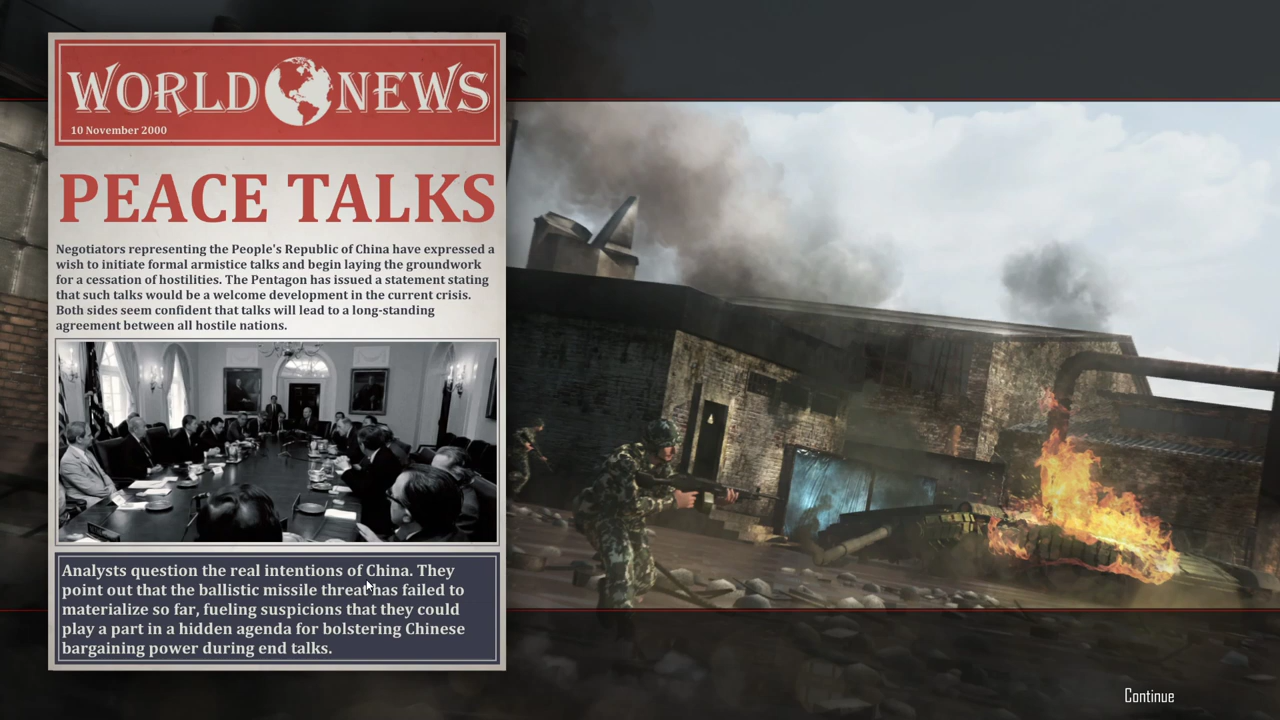 WORLD NEWS
10 November 2000
PEACE TALKS
Negotiators representing the People's Republic of China have expressed a
wish to initiate formal armistice talks and begin laying the groundwork
for a cessation of hostilities. The Pentagon has issued a statement stating
that such talks would be a welcome development in the current crisis.
Both sides seem confident that talks will lead to a long-standing
agreement between all hostile nations.
Analysts question the real intentions of China. They
point out that the ballistic missile threat has failed to
materialize so far, fueling suspicions that they could
play a part in a hidden agenda for bolstering Chinese
bargaining power during end talks.
Continue